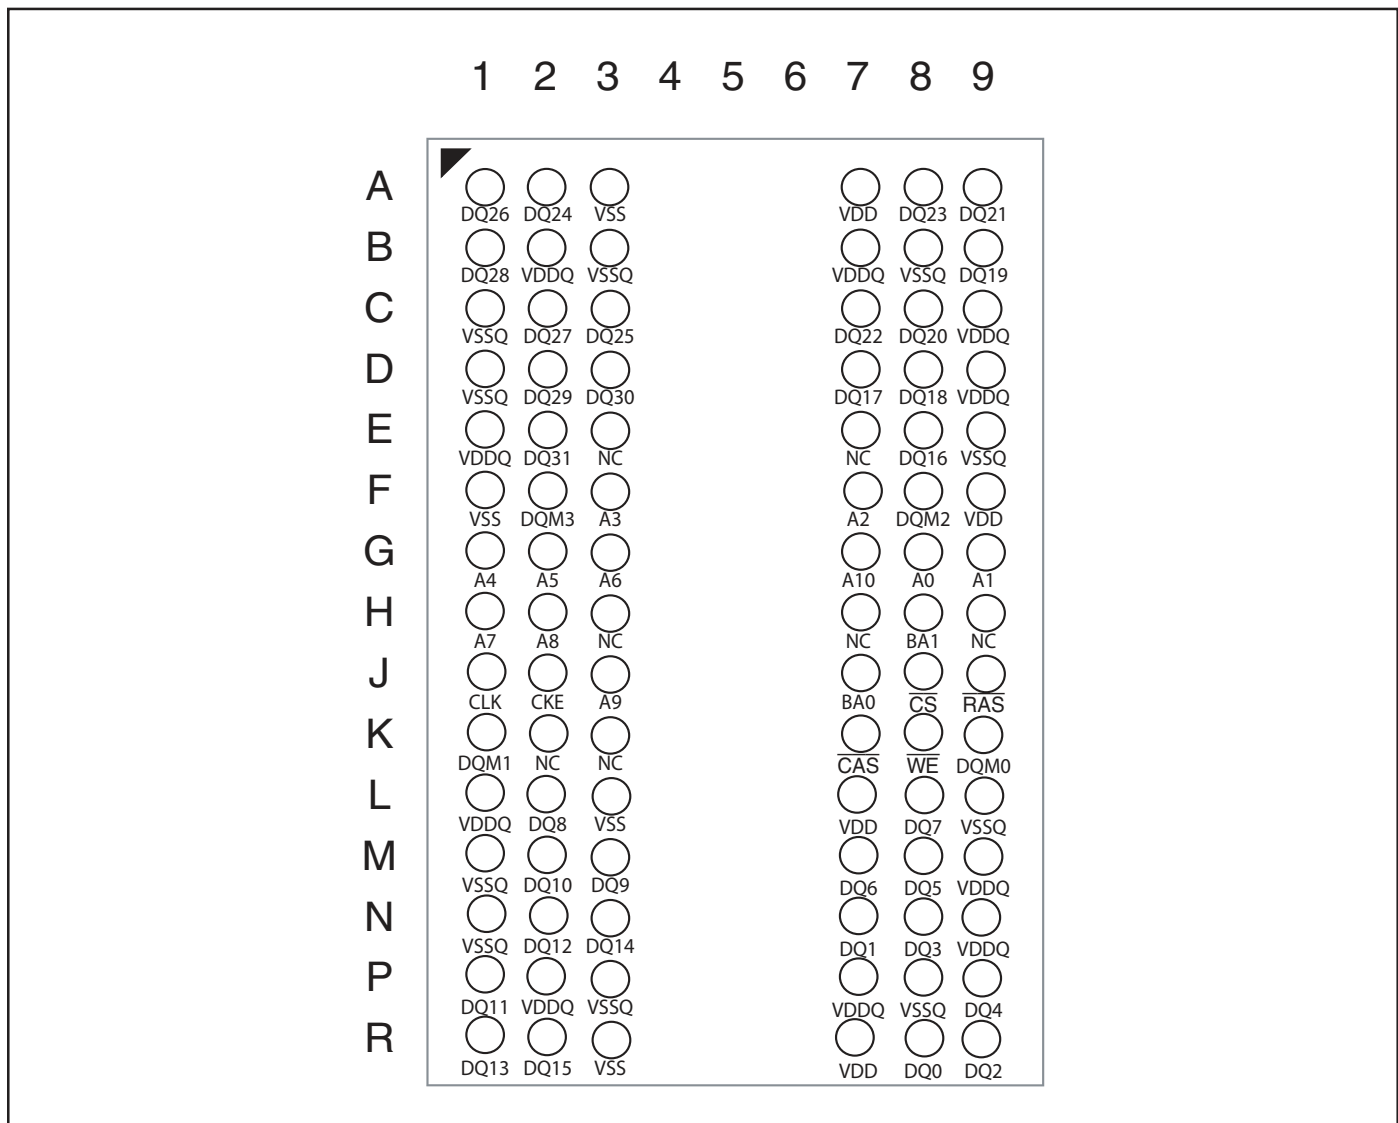 1 2 3 4 5 6 7 8 9
A
DQ26 DQ24 VSS VDD DQ23 DQ21
B
DQ28 VDDQ VSSQ VDDQ VSSQ DQ19
C
VSSQ DQ27 DQ25 DQ22 DQ20 VDDQ
D
VSSQ DQ29 DQ30 DQ17 DQ18 VDDQ
E
VDDQ DQ31 NC NC DQ16 VSSQ
F
VSS DQM3 A3 A2 DQM2 VDD
G
A4 A5 A6 A10 A0 A1
H
A7 A8 NC NC BA1 NC
J
CLK CKE A9 BA0 C̅S̅ R̅A̅S̅
K
DQM1 NC NC C̅A̅S̅ W̅E̅ DQM0
L
VDDQ DQ8 VSS VDD DQ7 VSSQ
M
VSSQ DQ10 DQ9 DQ6 DQ5 VDDQ
N
VSSQ DQ12 DQ14 DQ1 DQ3 VDDQ
P
DQ11 VDDQ VSSQ VDDQ VSSQ DQ4
R
DQ13 DQ15 VSS VDD DQ0 DQ2